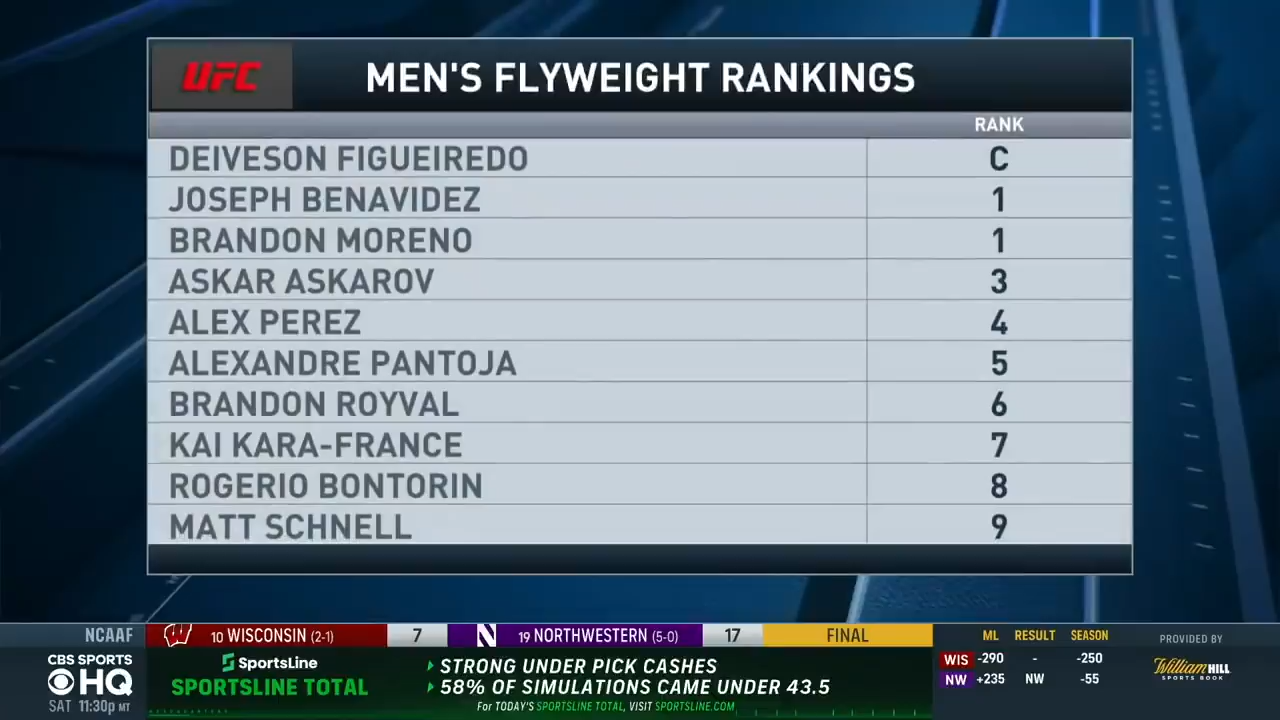 UFC
MEN'S FLYWEIGHT RANKINGS
RANK
DEIVESON FIGUEIREDO C
JOSEPH BENAVIDEZ 1
BRANDON MORENO 1
ASKAR ASKAROV 3
ALEX PEREZ 4
ALEXANDRE PANTOJA 5
BRANDON ROYVAL 6
KAI KARA-FRANCE 7
ROGERIO BONTORIN 8
MATT SCHNELL 9
NCAAF W 10 WISCONSIN (2-1) 7 N 19 NORTHWESTERN (5-0) 17 FINAL
CBS SPORTS
HQ
SAT 11:30p MT
SportsLine
SPORTSLINE TOTAL
STRONG UNDER PICK CASHES
58% OF SIMULATIONS CAME UNDER 43.5
For TODAY'S SPORTSLINE TOTAL, VISIT SPORTSLINE.COM
ML RESULT SEASON
WIS -290 - -250
NW +235 NW -55
PROVIDED BY
William HILL
SPORTS BOOK